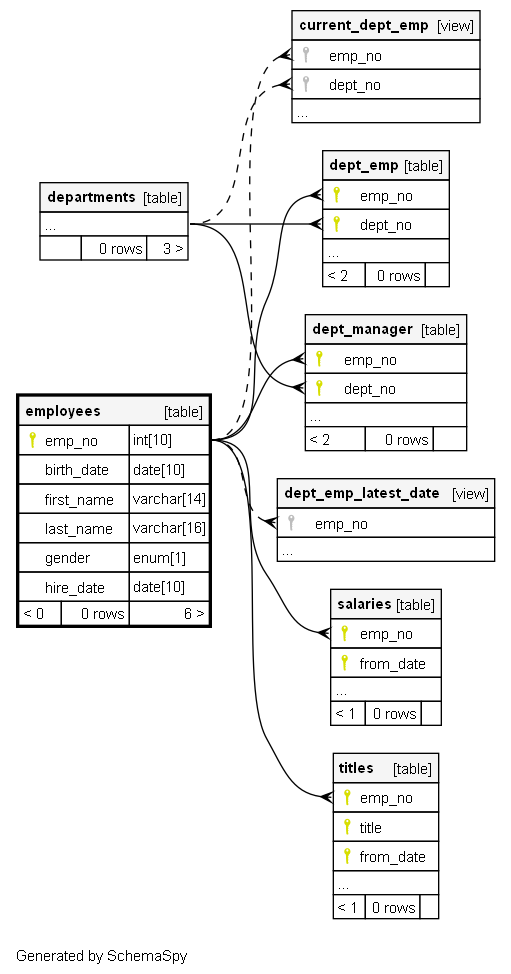 current_dept_emp [view]
emp_no
dept_no
...
dept_emp [table]
emp_no
dept_no
...
< 2 0 rows
departments [table]
...
0 rows 3 >
dept_manager [table]
emp_no
dept_no
...
< 2 0 rows
employees [table]
emp_no int[10]
birth_date date[10]
first_name varchar[14]
last_name varchar[16]
gender enum[1]
hire_date date[10]
< 0 0 rows 6 >
dept_emp_latest_date [view]
emp_no
...
salaries [table]
emp_no
from_date
...
< 1 0 rows
titles [table]
emp_no
title
from_date
...
< 1 0 rows
Generated by SchemaSpy